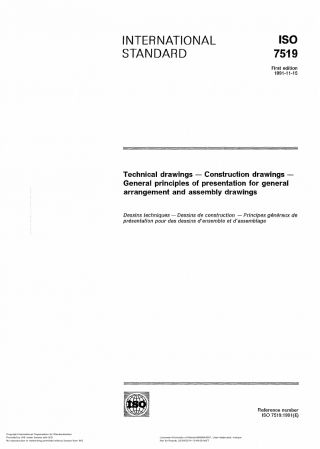 INTERNATIONAL
STANDARD
ISO
7519
First edition
1991-11-15
Technical drawings — Construction drawings —
General principles of presentation for general
arrangement and assembly drawings
Dessins techniques — Dessins de construction — Principes généraux de
présentation pour des dessins d'ensemble et d'assemblage
ISO
Reference number
ISO 7519:1991(E)